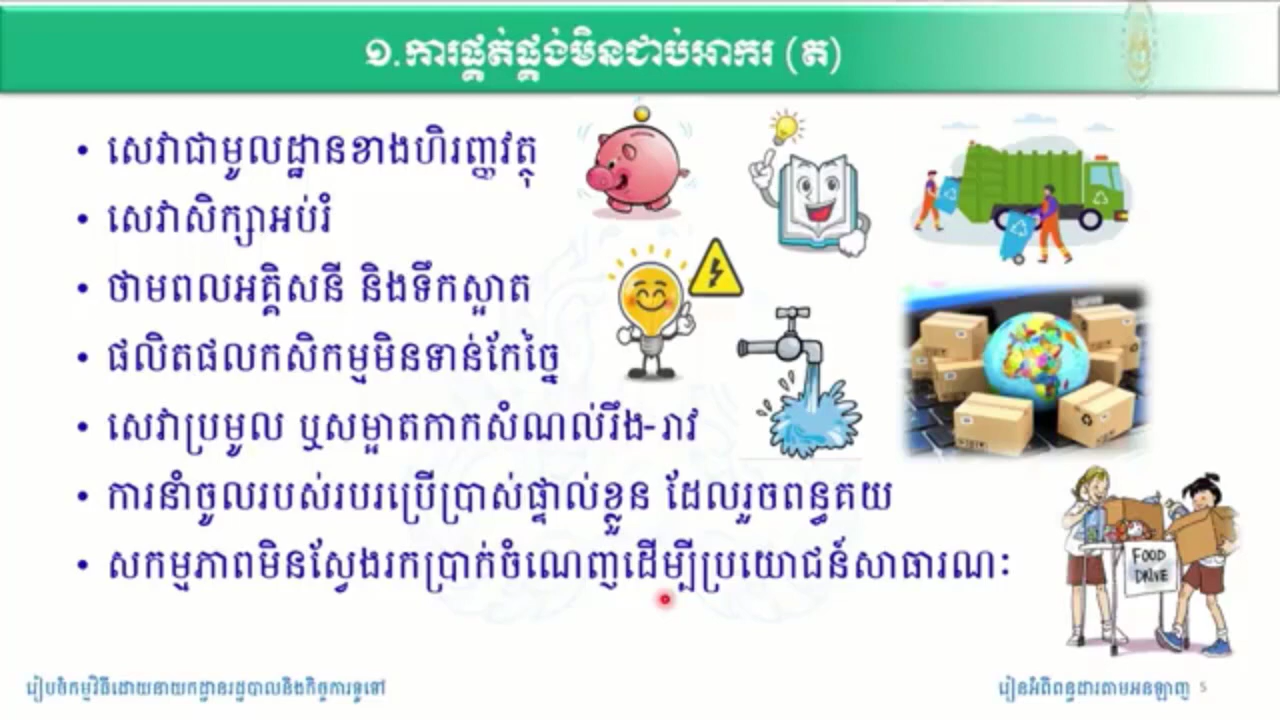 ១.ការផ្គត់ផ្គង់មិនជាប់អាករ (ត)
• សេវាជាមូលដ្ឋានខាងហិរញ្ញវត្ថុ
• សេវាសិក្សាអប់រំ
• ថាមពលអគ្គិសនី និងទឹកស្អាត
• ផលិតផលកសិកម្មមិនទាន់កែច្នៃ
• សេវាប្រមូល ឬសម្អាតកាកសំណល់រឹង-រាវ
• ការនាំចូលរបស់របរប្រើប្រាស់ផ្ទាល់ខ្លួន ដែលរួចពន្ធគយ
• សកម្មភាពមិនស្វែងរកប្រាក់ចំណេញដើម្បីប្រយោជន៍សាធារណៈ
FOOD
DRIVE
រៀបចំកម្មវិធីដោយនាយកដ្ឋានរដ្ឋបាលនិងកិច្ចការទូទៅ
រៀនអំពីពន្ធដារតាមអនឡាញ 5